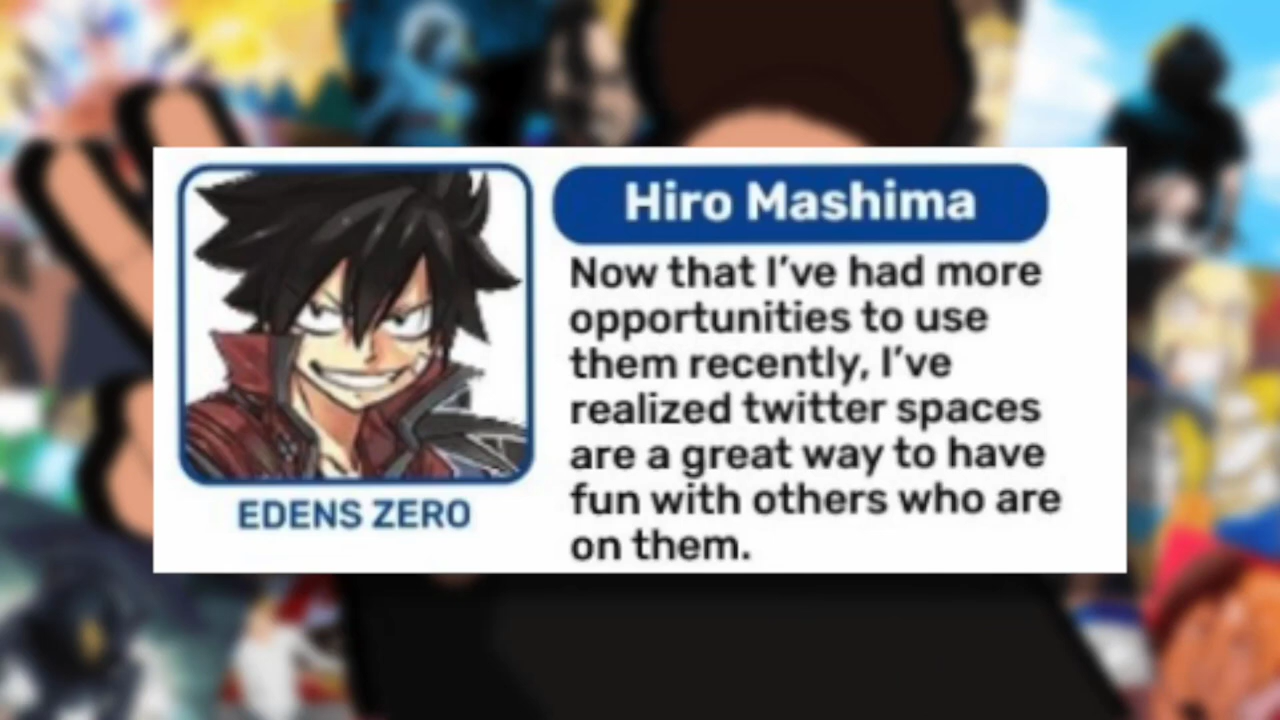 Hiro Mashima
Now that I've had more
opportunities to use
them recently, I've
realized twitter spaces
are a great way to have
fun with others who are
on them.
EDENS ZERO